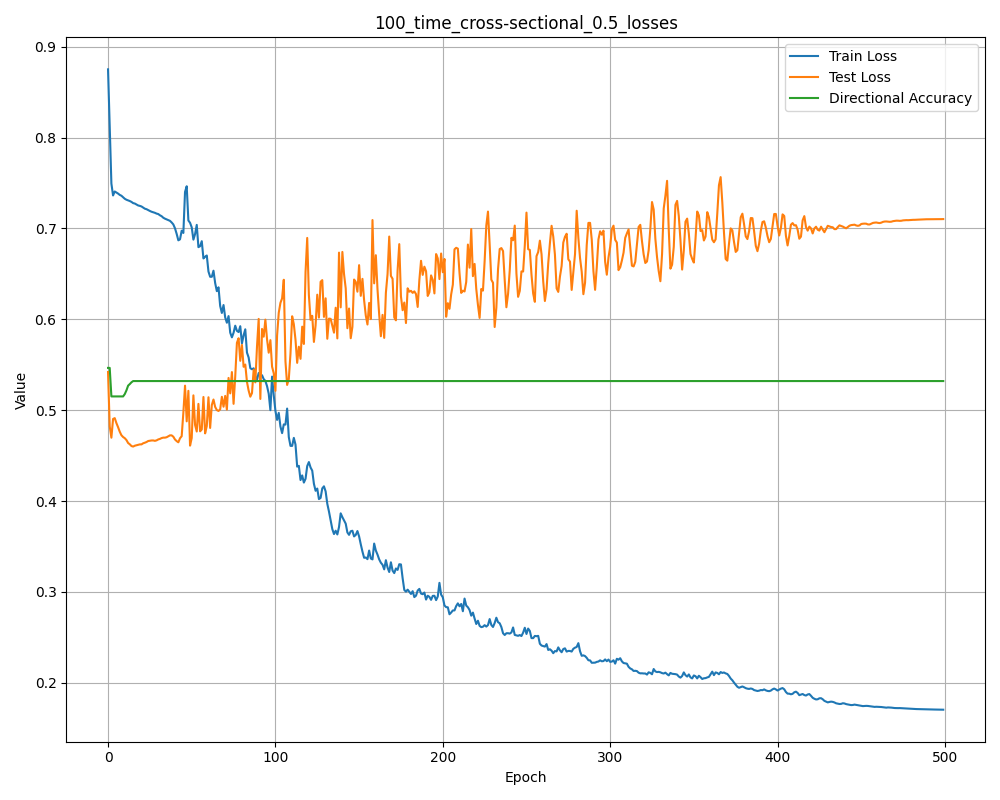 100_time_cross-sectional_0.5_losses
Train Loss
Test Loss
Directional Accuracy
Value
0.9
0.8
0.7
0.6
0.5
0.4
0.3
0.2
0 100 200 300 400 500
Epoch